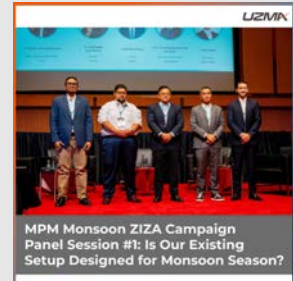 UZMA
MPM Monsoon ZIZA Campaign
Panel Session #1: Is Our Existing
Setup Designed for Monsoon Season?